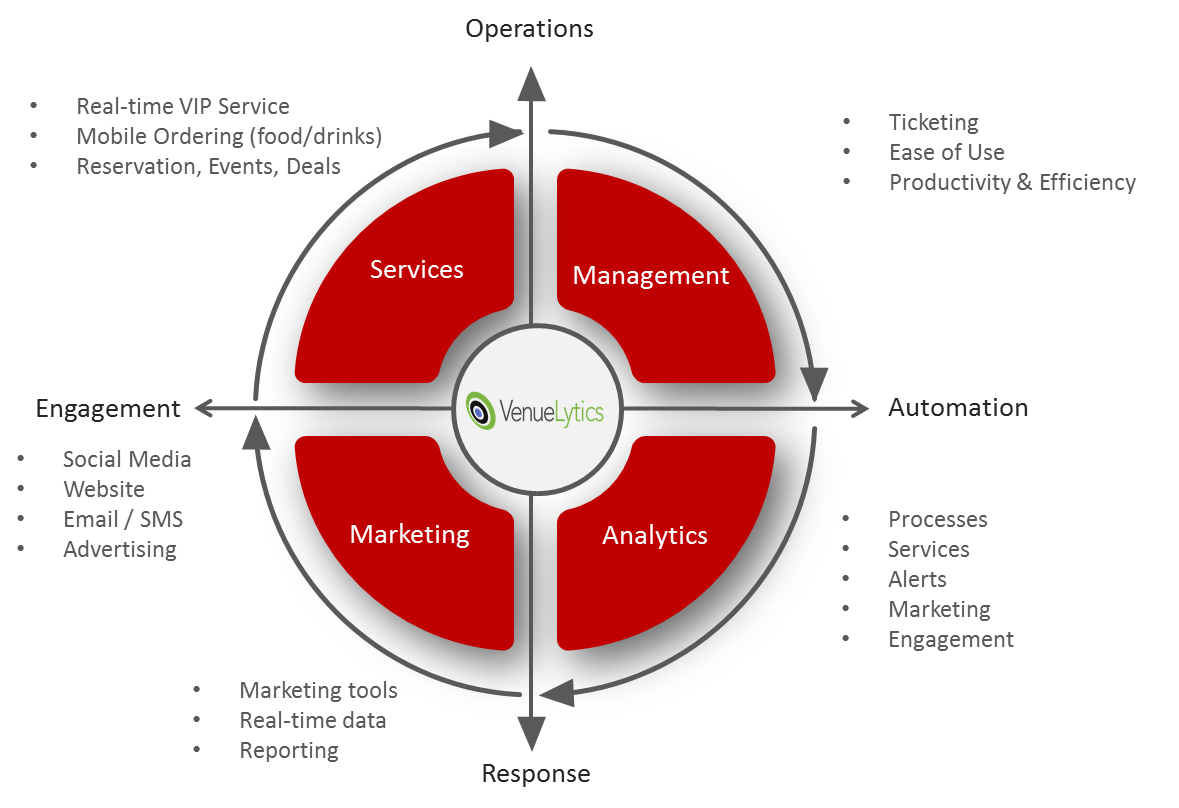 Operations
• Real-time VIP Service
• Mobile Ordering (food/drinks)
• Reservation, Events, Deals
• Ticketing
• Ease of Use
• Productivity & Efficiency
Services
Management
Engagement
VenueLytics
Automation
• Social Media
• Website
• Email / SMS
• Advertising
Marketing
Analytics
• Processes
• Services
• Alerts
• Marketing
• Engagement
• Marketing tools
• Real-time data
• Reporting
Response